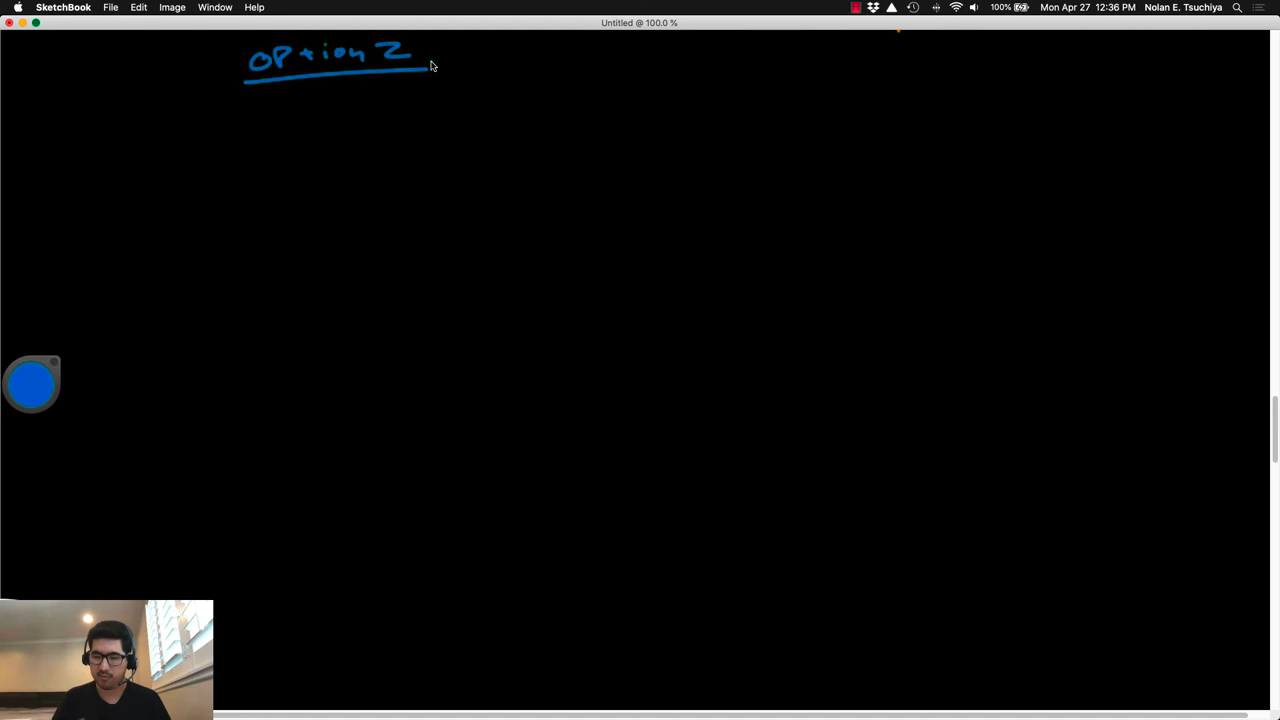 SketchBook File Edit Image Window Help 100% Mon Apr 27 12:36 PM Nolan E. Tsuchiya
Untitled @ 100.0 %
option 2